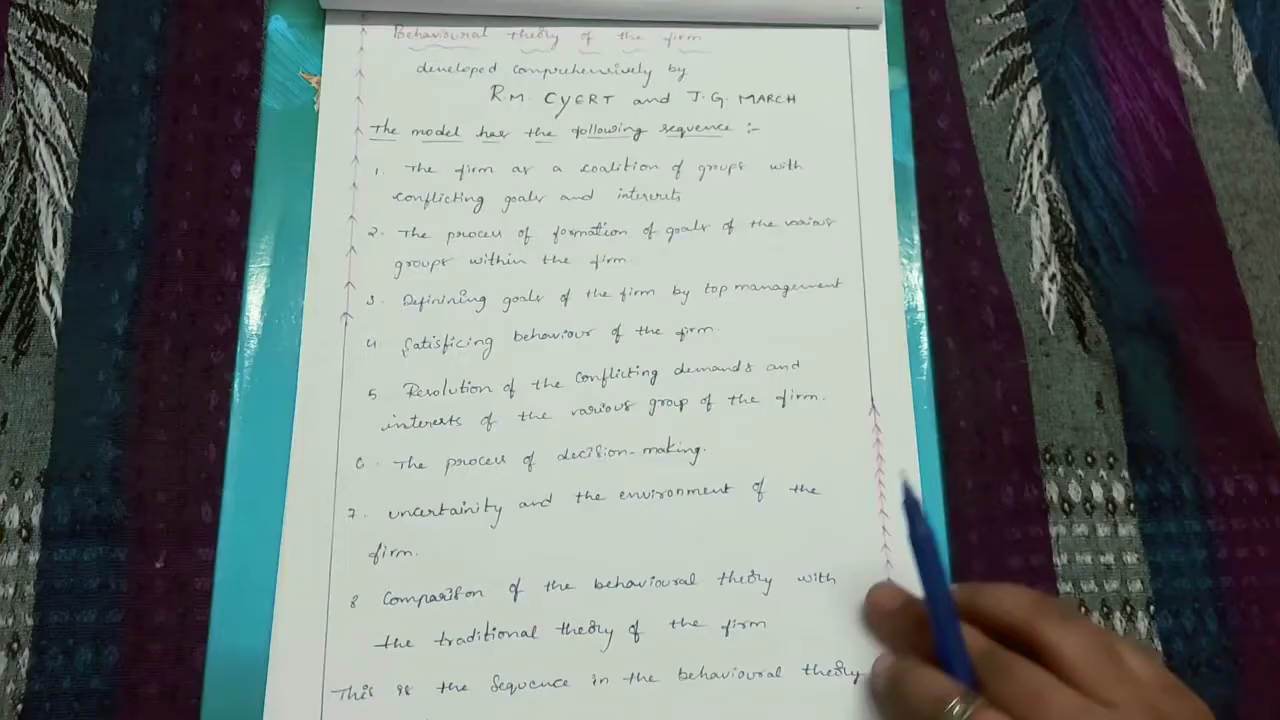 Behavioural theory of the firm
developed comprehensively by
R.M. CYERT and J.G. MARCH
The model has the following sequence :-
1. The firm as a coalition of groups with
conflicting goals and interests
2. The process of formation of goals of the various
groups within the firm.
3. Definining goals of the firm by top management
4. Satisficing behaviour of the firm.
5 Resolution of the conflicting demands and
interests of the various group of the firm.
6. The process of decision-making.
7. uncertainity and the environment of the
firm.
8 Comparison of the behavioural theory with
the traditional theory of the firm
This is the sequence in the behavioural theory